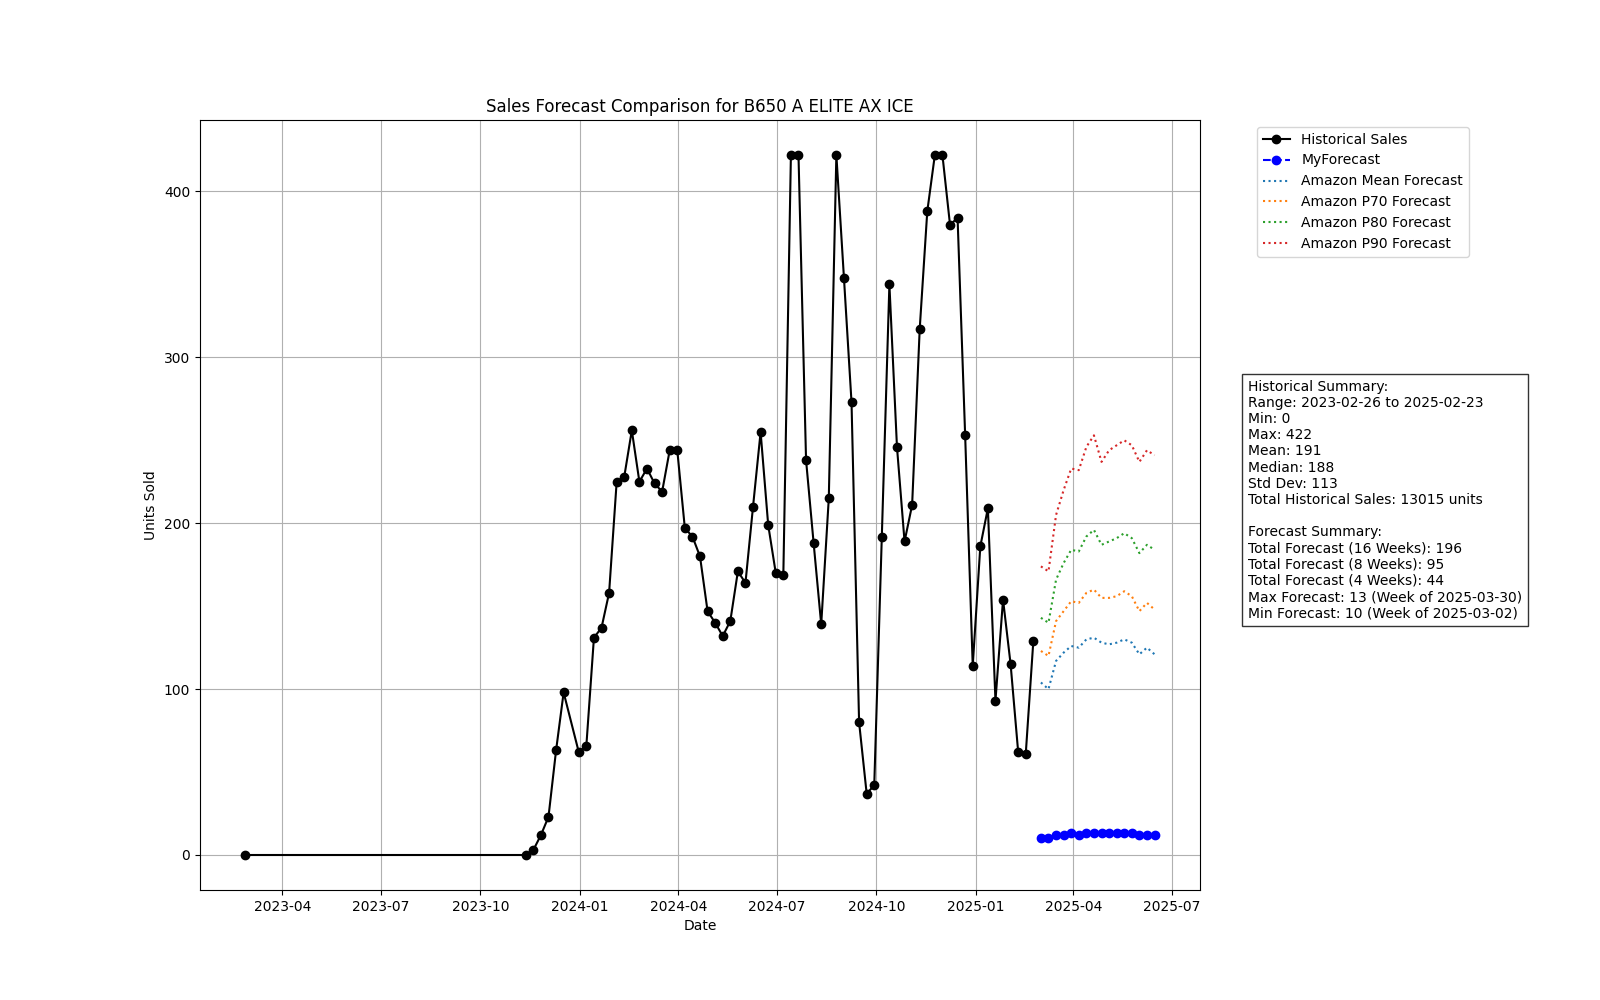 Sales Forecast Comparison for B650 A ELITE AX ICE
Units Sold
400
300
200
100
0
2023-04
2023-07
2023-10
2024-01
2024-04
2024-07
2024-10
2025-01
2025-04
2025-07
Date
Historical Sales
MyForecast
Amazon Mean Forecast
Amazon P70 Forecast
Amazon P80 Forecast
Amazon P90 Forecast
Historical Summary:
Range: 2023-02-26 to 2025-02-23
Min: 0
Max: 422
Mean: 191
Median: 188
Std Dev: 113
Total Historical Sales: 13015 units
Forecast Summary:
Total Forecast (16 Weeks): 196
Total Forecast (8 Weeks): 95
Total Forecast (4 Weeks): 44
Max Forecast: 13 (Week of 2025-03-30)
Min Forecast: 10 (Week of 2025-03-02)